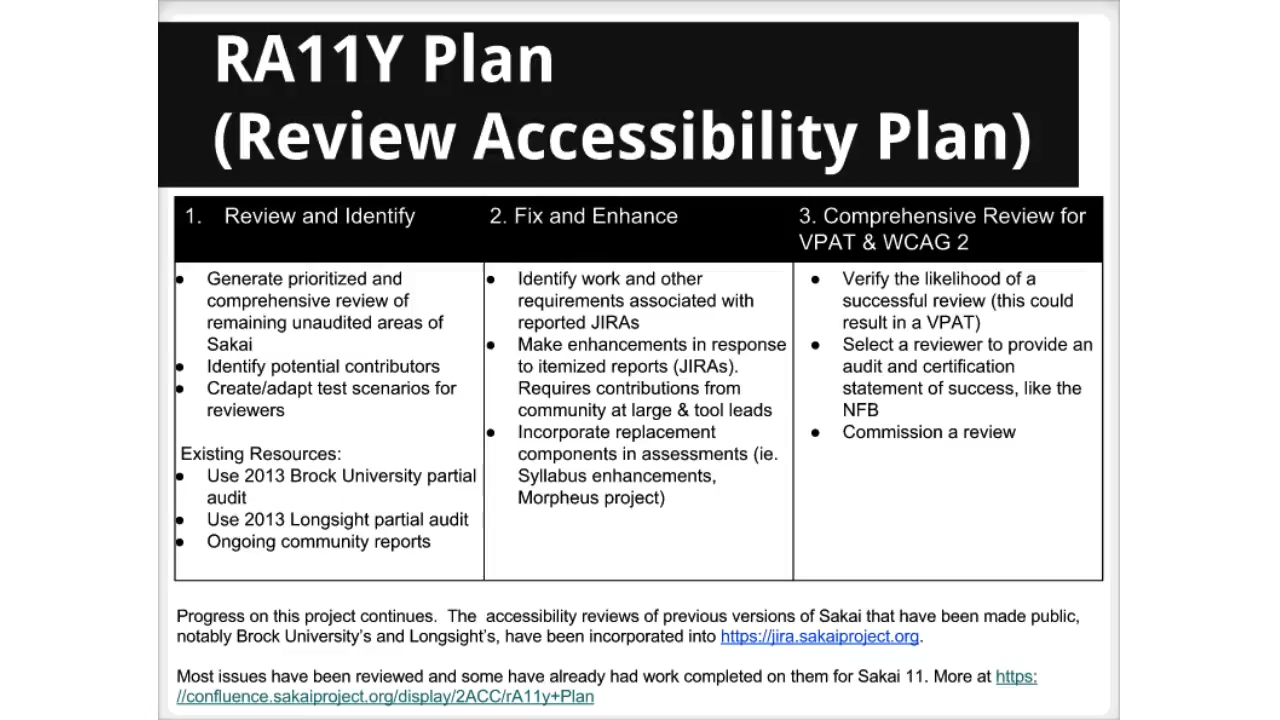 RA11Y Plan
(Review Accessibility Plan)
1. Review and Identify
● Generate prioritized and
comprehensive review of
remaining unaudited areas of
Sakai
● Identify potential contributors
● Create/adapt test scenarios for
reviewers
Existing Resources:
● Use 2013 Brock University partial
audit
● Use 2013 Longsight partial audit
● Ongoing community reports
2. Fix and Enhance
● Identify work and other
requirements associated with
reported JIRAs
● Make enhancements in response
to itemized reports (JIRAs).
Requires contributions from
community at large & tool leads
● Incorporate replacement
components in assessments (ie.
Syllabus enhancements,
Morpheus project)
3. Comprehensive Review for
VPAT & WCAG 2
● Verify the likelihood of a
successful review (this could
result in a VPAT)
● Select a reviewer to provide an
audit and certification
statement of success, like the
NFB
● Commission a review
Progress on this project continues.  The  accessibility reviews of previous versions of Sakai that have been made public,
notably Brock University's and Longsight's, have been incorporated into https://jira.sakaiproject.org.
Most issues have been reviewed and some have already had work completed on them for Sakai 11. More at https:
//confluence.sakaiproject.org/display/2ACC/rA11y+Plan